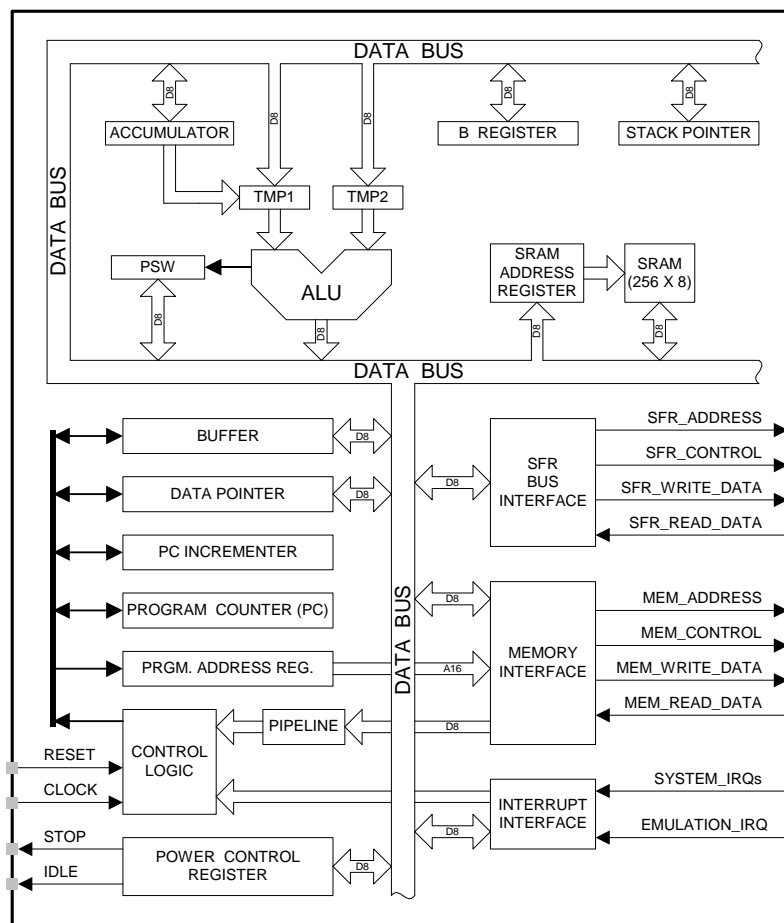 DATA BUS
D8
D8
D8
D8
D8
ACCUMULATOR
B REGISTER
STACK POINTER
DATA BUS
TMP1
TMP2
PSW
ALU
SRAM
ADDRESS
REGISTER
SRAM
(256 X 8)
D8
D8
D8
D8
DATA BUS
BUFFER
D8
SFR_ADDRESS
SFR
BUS
INTERFACE
SFR_CONTROL
D8
DATA POINTER
D8
SFR_WRITE_DATA
SFR_READ_DATA
PC INCREMENTER
DATA BUS
D8
MEM_ADDRESS
PROGRAM COUNTER (PC)
MEMORY
INTERFACE
MEM_CONTROL
PRGM. ADDRESS REG.
A16
MEM_WRITE_DATA
MEM_READ_DATA
PIPELINE
D8
CONTROL
LOGIC
RESET
CLOCK
INTERRUPT
INTERFACE
SYSTEM_IRQs
D8
EMULATION_IRQ
STOP
IDLE
POWER CONTROL
REGISTER
D8